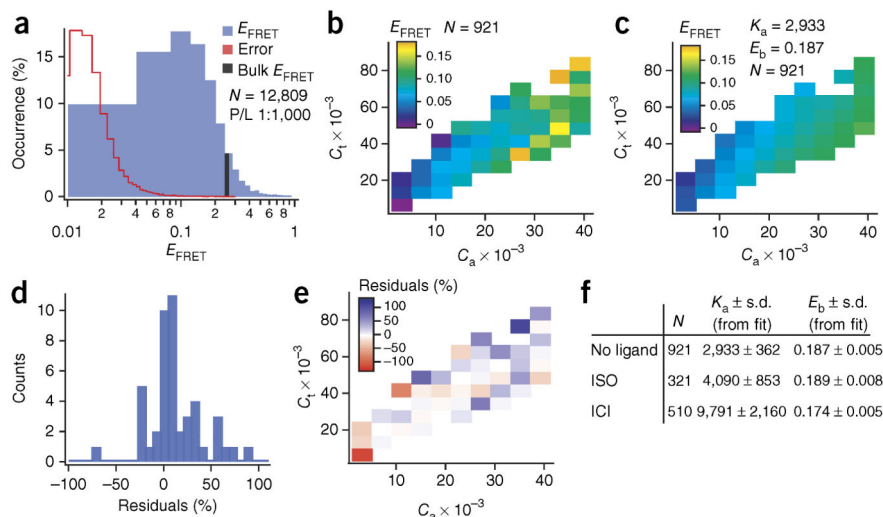 a
Occurrence (%)
15
10
5
0
0.01
2
4
6
8
0.1
2
4
6
8
1
E_FRET
E_FRET
Error
Bulk E_FRET
N = 12,809
P/L 1:1,000
b
E_FRET N = 921
0.15
0.10
0.05
0
C_t × 10⁻³
80
60
40
20
10
20
30
40
C_a × 10⁻³
c
K_a = 2,933
E_b = 0.187
N = 921
E_FRET
0.15
0.10
0.05
0
C_t × 10⁻³
80
60
40
20
10
20
30
40
C_a × 10⁻³
d
Counts
10
8
6
4
2
0
−100
−50
0
50
100
Residuals (%)
e
Residuals (%)
100
50
0
−50
−100
C_t × 10⁻³
80
60
40
20
10
20
30
40
C_a × 10⁻³
f
N K_a ± s.d. (from fit) E_b ± s.d. (from fit)
No ligand 921 2,933 ± 362 0.187 ± 0.005
ISO 321 4,090 ± 853 0.189 ± 0.008
ICI 510 9,791 ± 2,160 0.174 ± 0.005